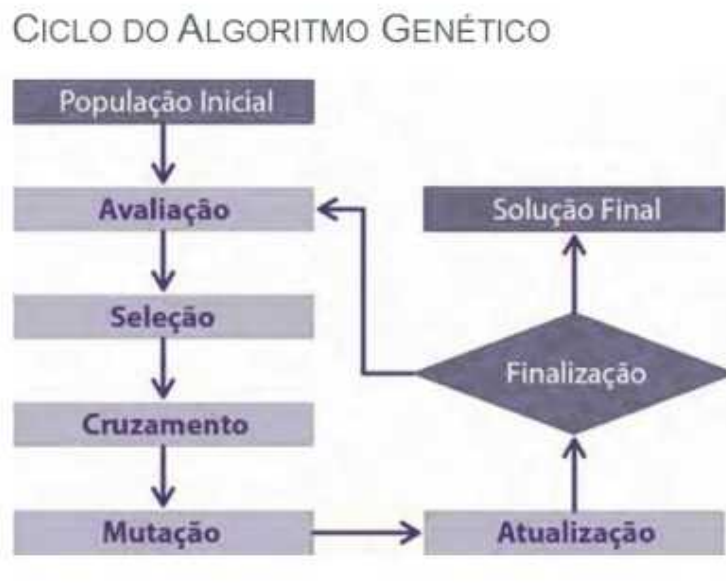 CICLO DO ALGORITMO GENÉTICO
População Inicial
Avaliação
Seleção
Cruzamento
Mutação
Atualização
Finalização
Solução Final